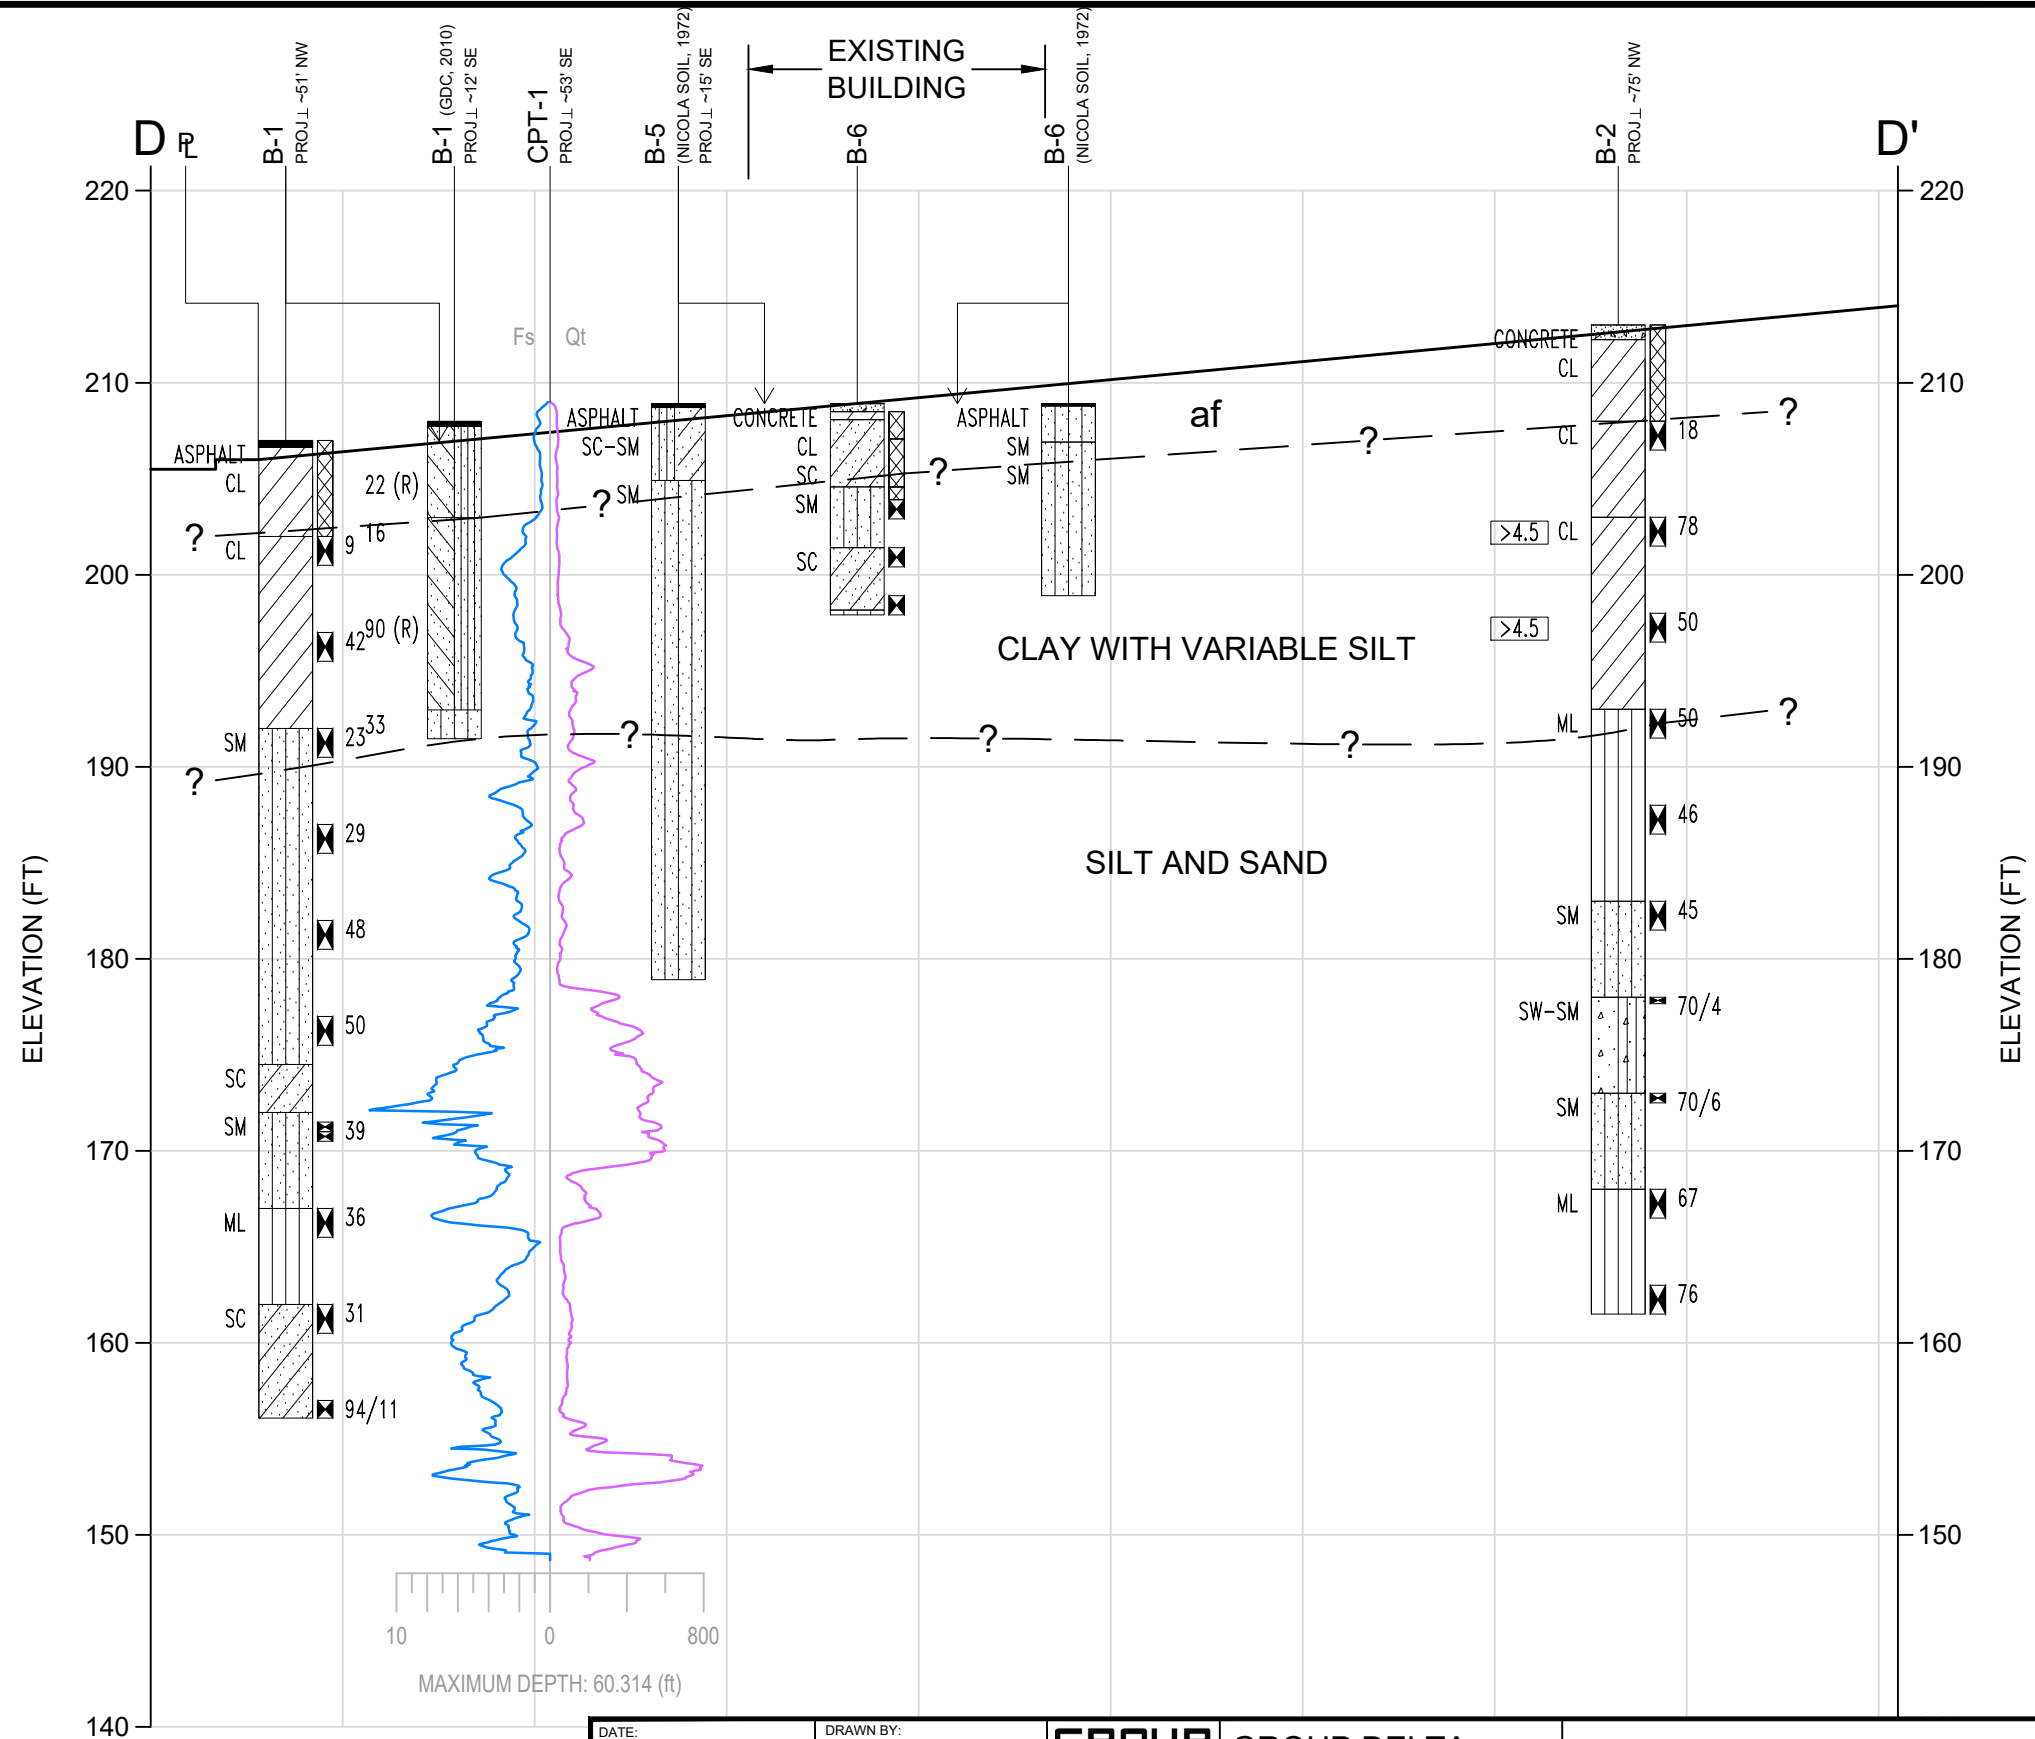 EXISTING
BUILDING
D PL
B-1
PROJ⊥ ~51' NW
B-1 (GDC, 2010)
PROJ⊥ ~12' SE
CPT-1
PROJ⊥ ~53' SE
B-5
(NICOLA SOIL, 1972)
PROJ⊥ ~15' SE
B-6
B-6
(NICOLA SOIL, 1972)
B-2
PROJ⊥ ~75' NW
D'
220 220
Fs Qt
CONCRETE
CL
210 210
ASPHALT CONCRETE ASPHALT af
SC-SM CL SM
SC SM
SM SM
? ? ? ?
CL 18
ASPHALT
CL
22 (R)
?
16
CL 9
SC
>4.5 CL 78
200 200
42 90 (R)
>4.5 50
CLAY WITH VARIABLE SILT
SM 23 33
? ? ? ? ?
ML 50
190 190
29
46
SILT AND SAND
ELEVATION (FT) ELEVATION (FT)
48
SM 45
180 180
50
SW-SM 70/4
SC
SM 39
SM 70/6
170 170
ML 36
ML 67
SC 31
76
160 160
94/11
150 150
10 0 800
MAXIMUM DEPTH: 60.314 (ft)
140
DATE: DRAWN BY: GROUP GROUP DELTA